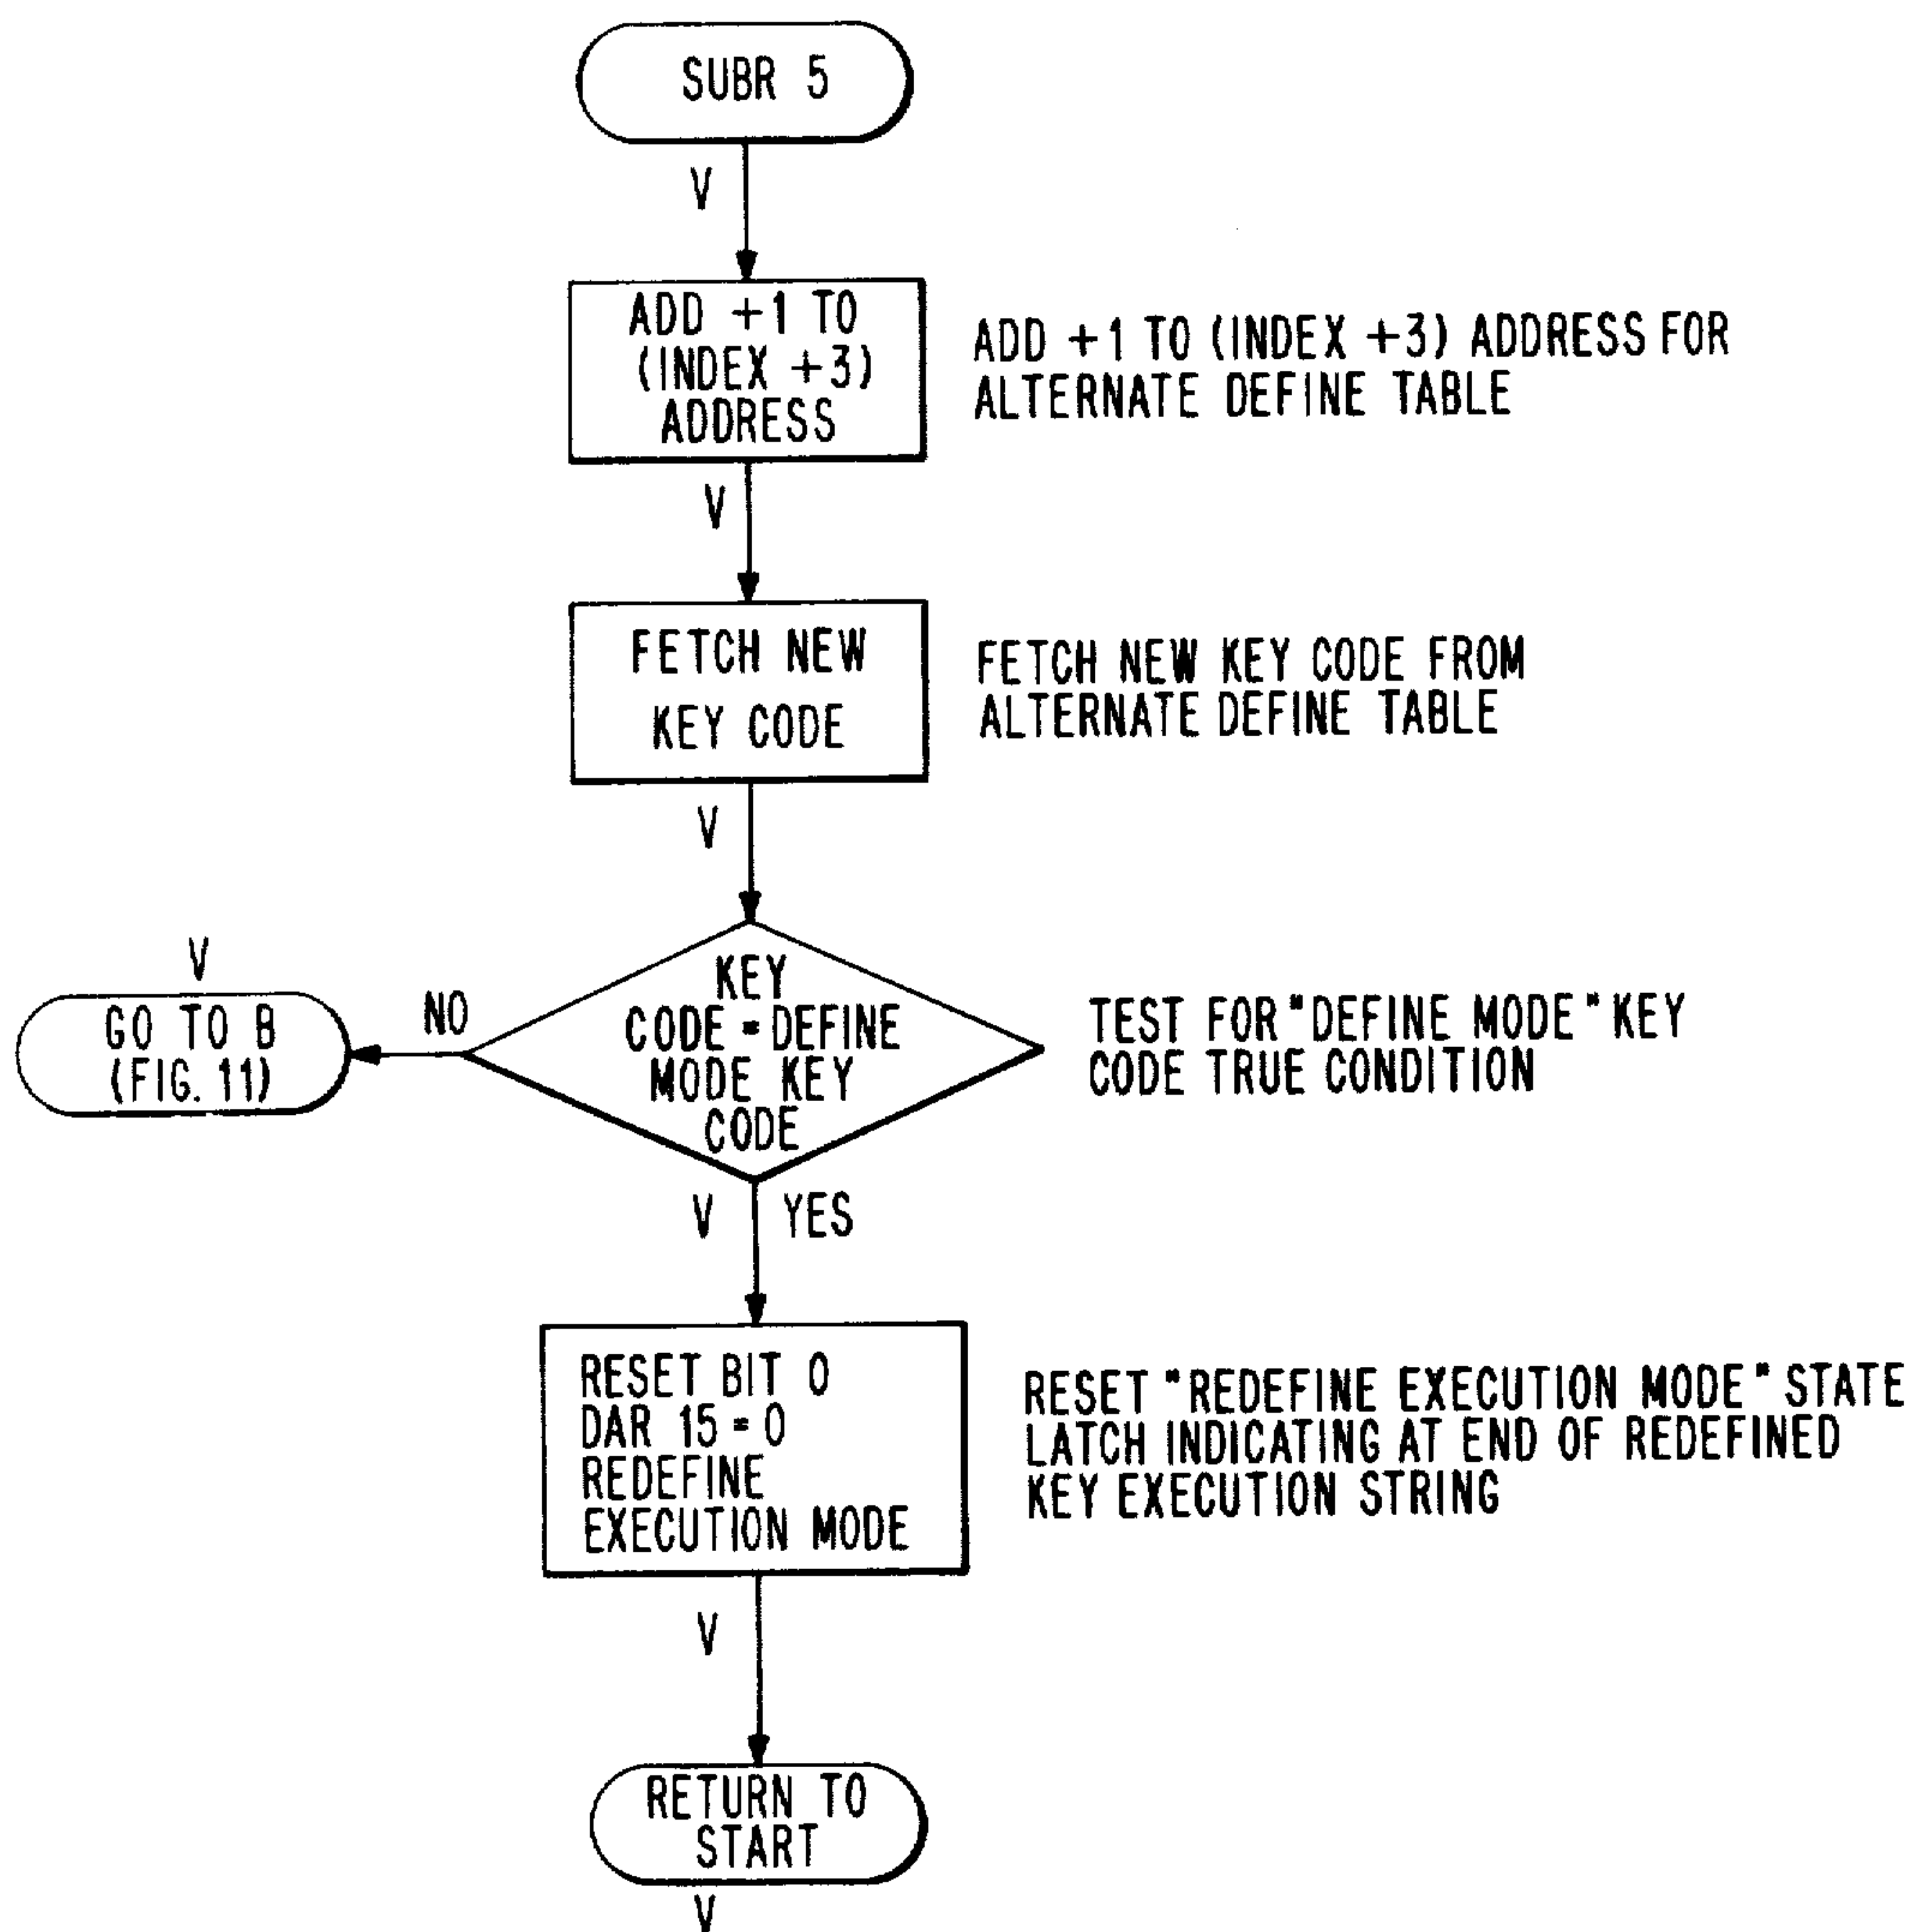 SUBR 5
V
ADD +1 TO
(INDEX +3)
ADDRESS
ADD +1 TO (INDEX +3) ADDRESS FOR
ALTERNATE DEFINE TABLE
V
FETCH NEW
KEY CODE
FETCH NEW KEY CODE FROM
ALTERNATE DEFINE TABLE
V
V
GO TO B
(FIG. 11)
NO
KEY
CODE = DEFINE
MODE KEY
CODE
TEST FOR "DEFINE MODE" KEY
CODE TRUE CONDITION
V YES
RESET BIT 0
DAR 15 = 0
REDEFINE
EXECUTION MODE
RESET "REDEFINE EXECUTION MODE" STATE
LATCH INDICATING AT END OF REDEFINED
KEY EXECUTION STRING
V
RETURN TO
START
V